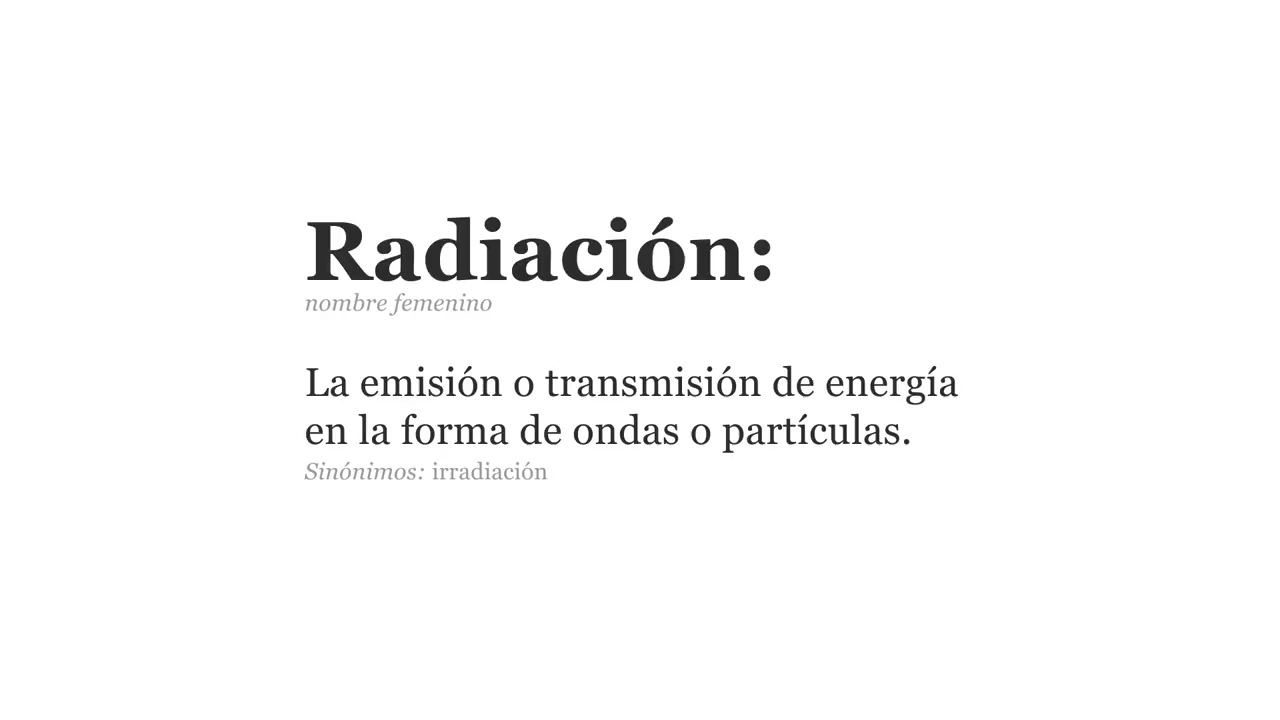 Radiación:
nombre femenino
La emisión o transmisión de energía
en la forma de ondas o partículas.
Sinónimos: irradiación